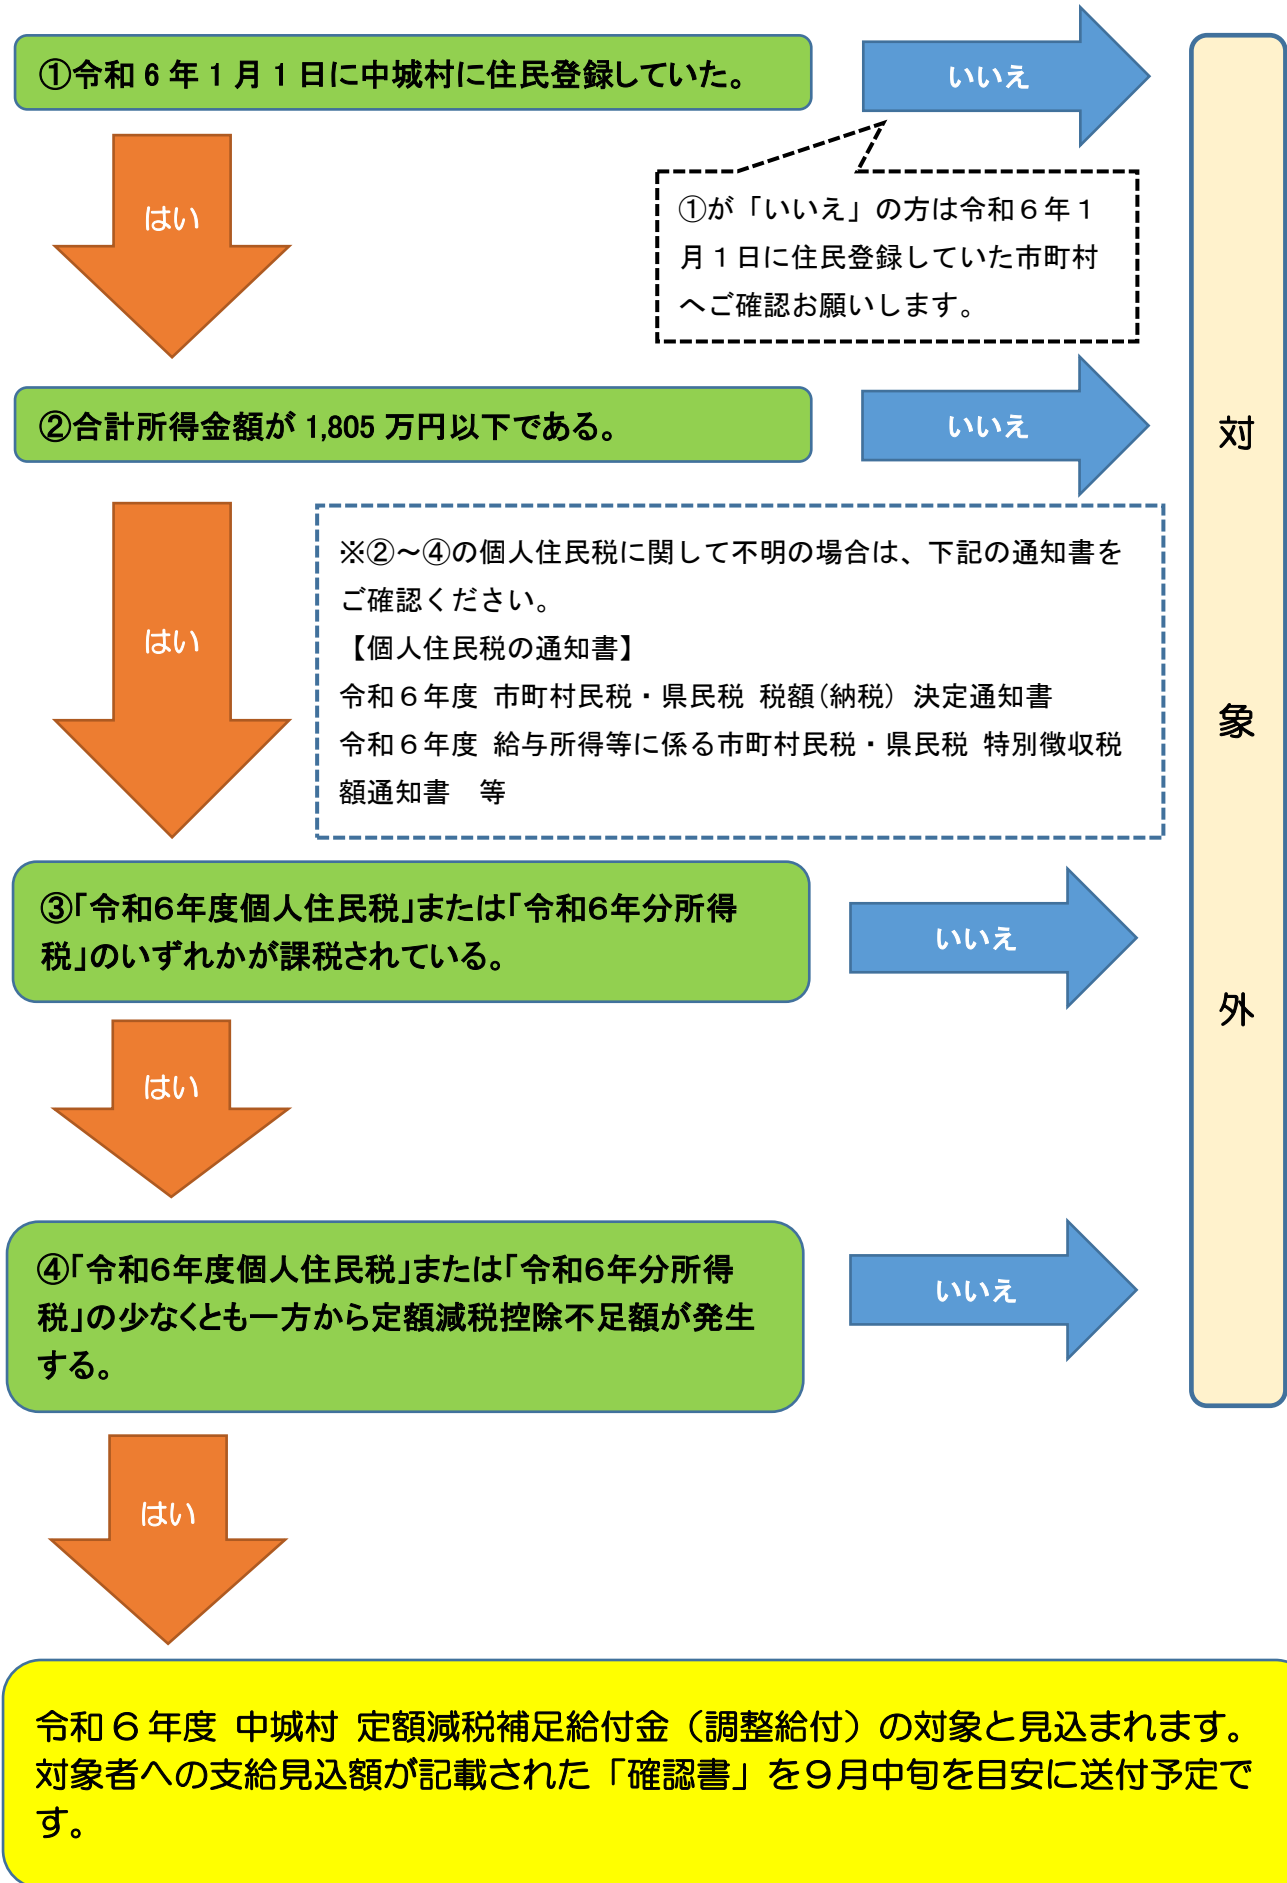 ①令和 6 年 1 月 1 日に中城村に住民登録していた。
いいえ
はい
①が「いいえ」の方は令和６年１
月１日に住民登録していた市町村
へご確認お願いします。
②合計所得金額が 1,805 万円以下である。
いいえ
はい
※②～④の個人住民税に関して不明の場合は、下記の通知書を
ご確認ください。
【個人住民税の通知書】
令和６年度 市町村民税・県民税 税額(納税) 決定通知書
令和６年度 給与所得等に係る市町村民税・県民税 特別徴収税
額通知書　等
③「令和6年度個人住民税」または「令和6年分所得
税」のいずれかが課税されている。
いいえ
はい
④「令和6年度個人住民税」または「令和6年分所得
税」の少なくとも一方から定額減税控除不足額が発生
する。
いいえ
はい
対
象
外
令和６年度 中城村 定額減税補足給付金（調整給付）の対象と見込まれます。
対象者への支給見込額が記載された「確認書」を９月中旬を目安に送付予定で
す。